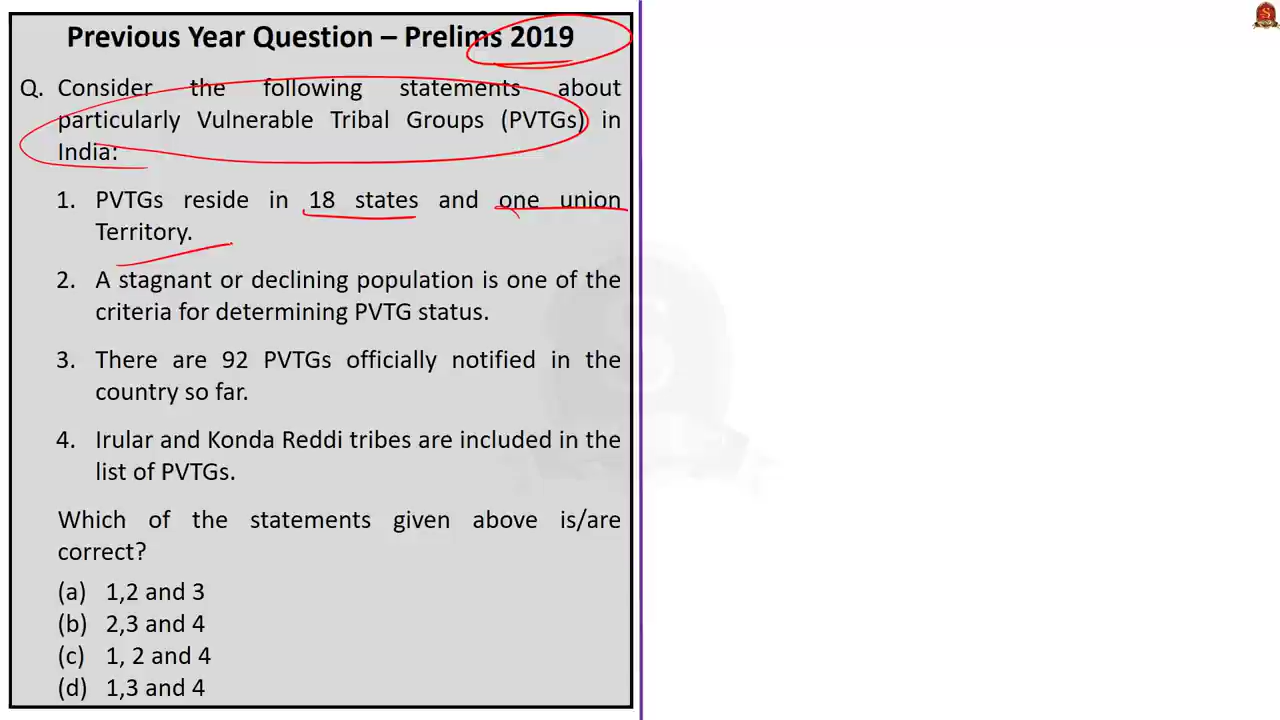 Previous Year Question – Prelims 2019
Q. Consider the following statements about
particularly Vulnerable Tribal Groups (PVTGs) in
India:
1. PVTGs reside in 18 states and one union
Territory.
2. A stagnant or declining population is one of the
criteria for determining PVTG status.
3. There are 92 PVTGs officially notified in the
country so far.
4. Irular and Konda Reddi tribes are included in the
list of PVTGs.
Which of the statements given above is/are
correct?
(a) 1,2 and 3
(b) 2,3 and 4
(c) 1, 2 and 4
(d) 1,3 and 4